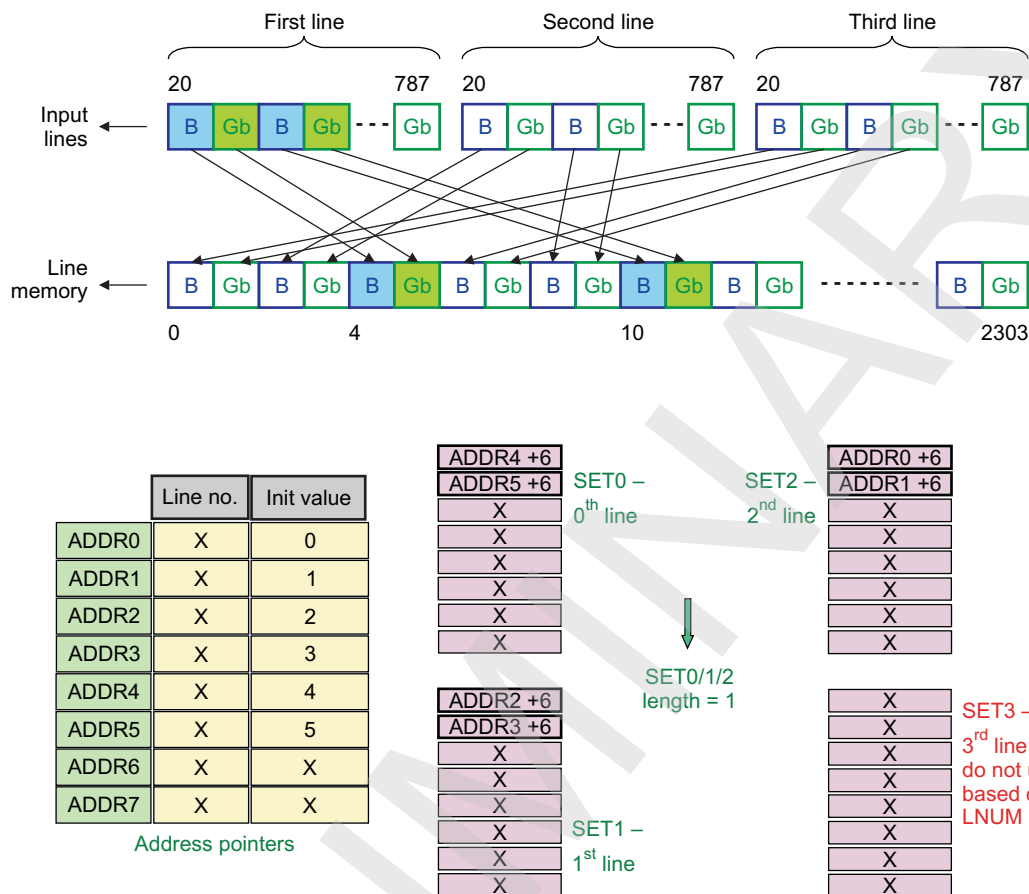 First line Second line Third line
20 787 20 787 20 787
Input lines B Gb B Gb Gb B Gb B Gb Gb B Gb B Gb Gb
Line memory B Gb B Gb B Gb B Gb B Gb B Gb B Gb B Gb
0 4 10 2303
Line no. Init value
ADDR0 X 0
ADDR1 X 1
ADDR2 X 2
ADDR3 X 3
ADDR4 X 4
ADDR5 X 5
ADDR6 X X
ADDR7 X X
Address pointers
ADDR4 +6
ADDR5 +6
X
X
X
X
X
X
SET0 –
0th line
ADDR2 +6
ADDR3 +6
X
X
X
X
X
X
SET1 –
1st line
SET0/1/2
length = 1
SET2 –
2nd line
ADDR0 +6
ADDR1 +6
X
X
X
X
X
X
X
X
X
X
X
X
X
X
SET3 –
3rd line
do not
based
LNUM
IMINARY